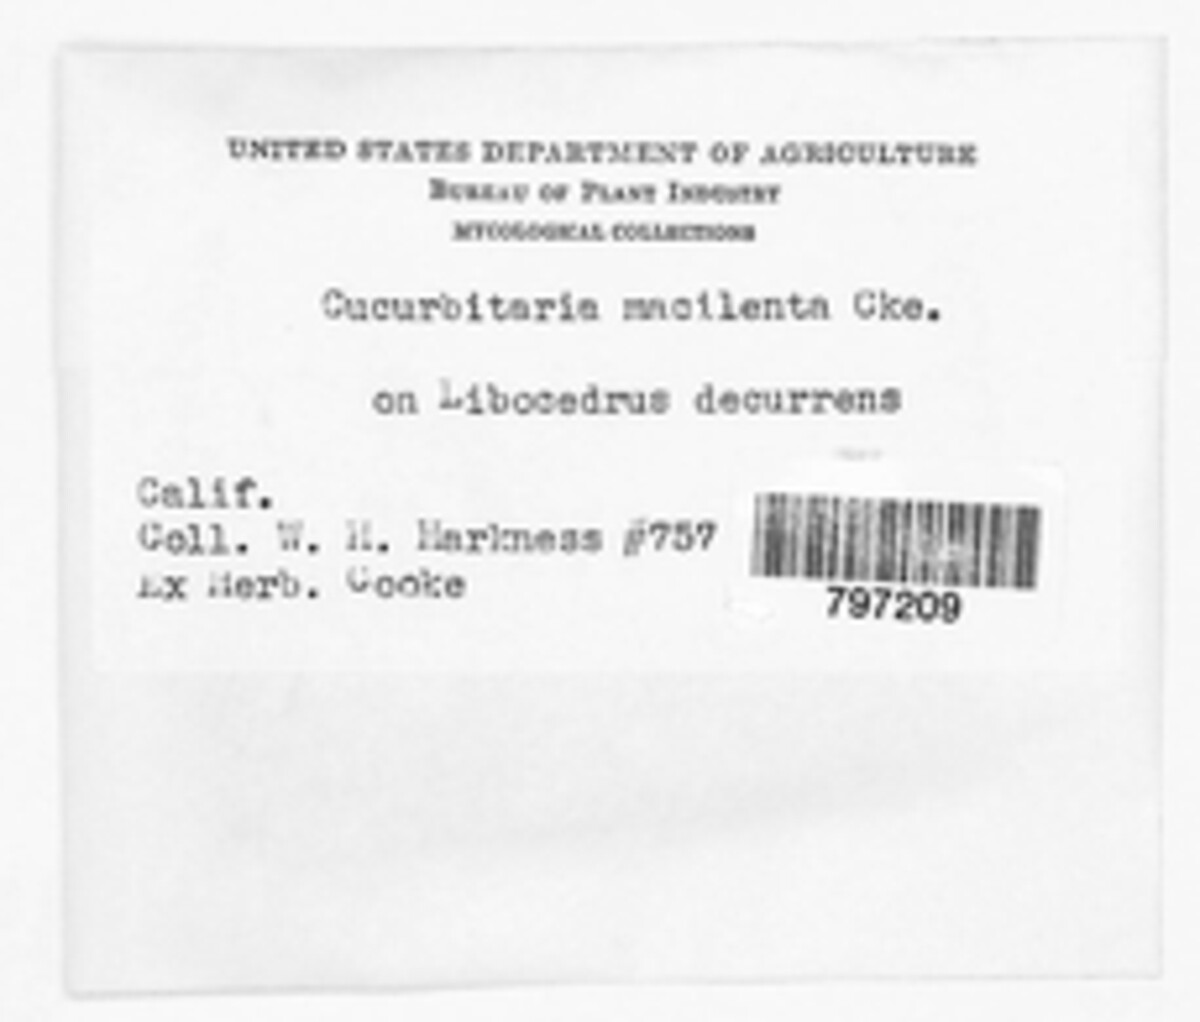 UNITED STATES DEPARTMENT OF AGRICULTURE
BUREAU OF PLANT INDUSTRY
MYCOLOGICAL COLLECTIONS
Cucurbitaria macilenta Cke.
on Libocedrus decurrens
Calif.
Coll. W. H. Harkness #757
Ex Herb. Cooke
797209